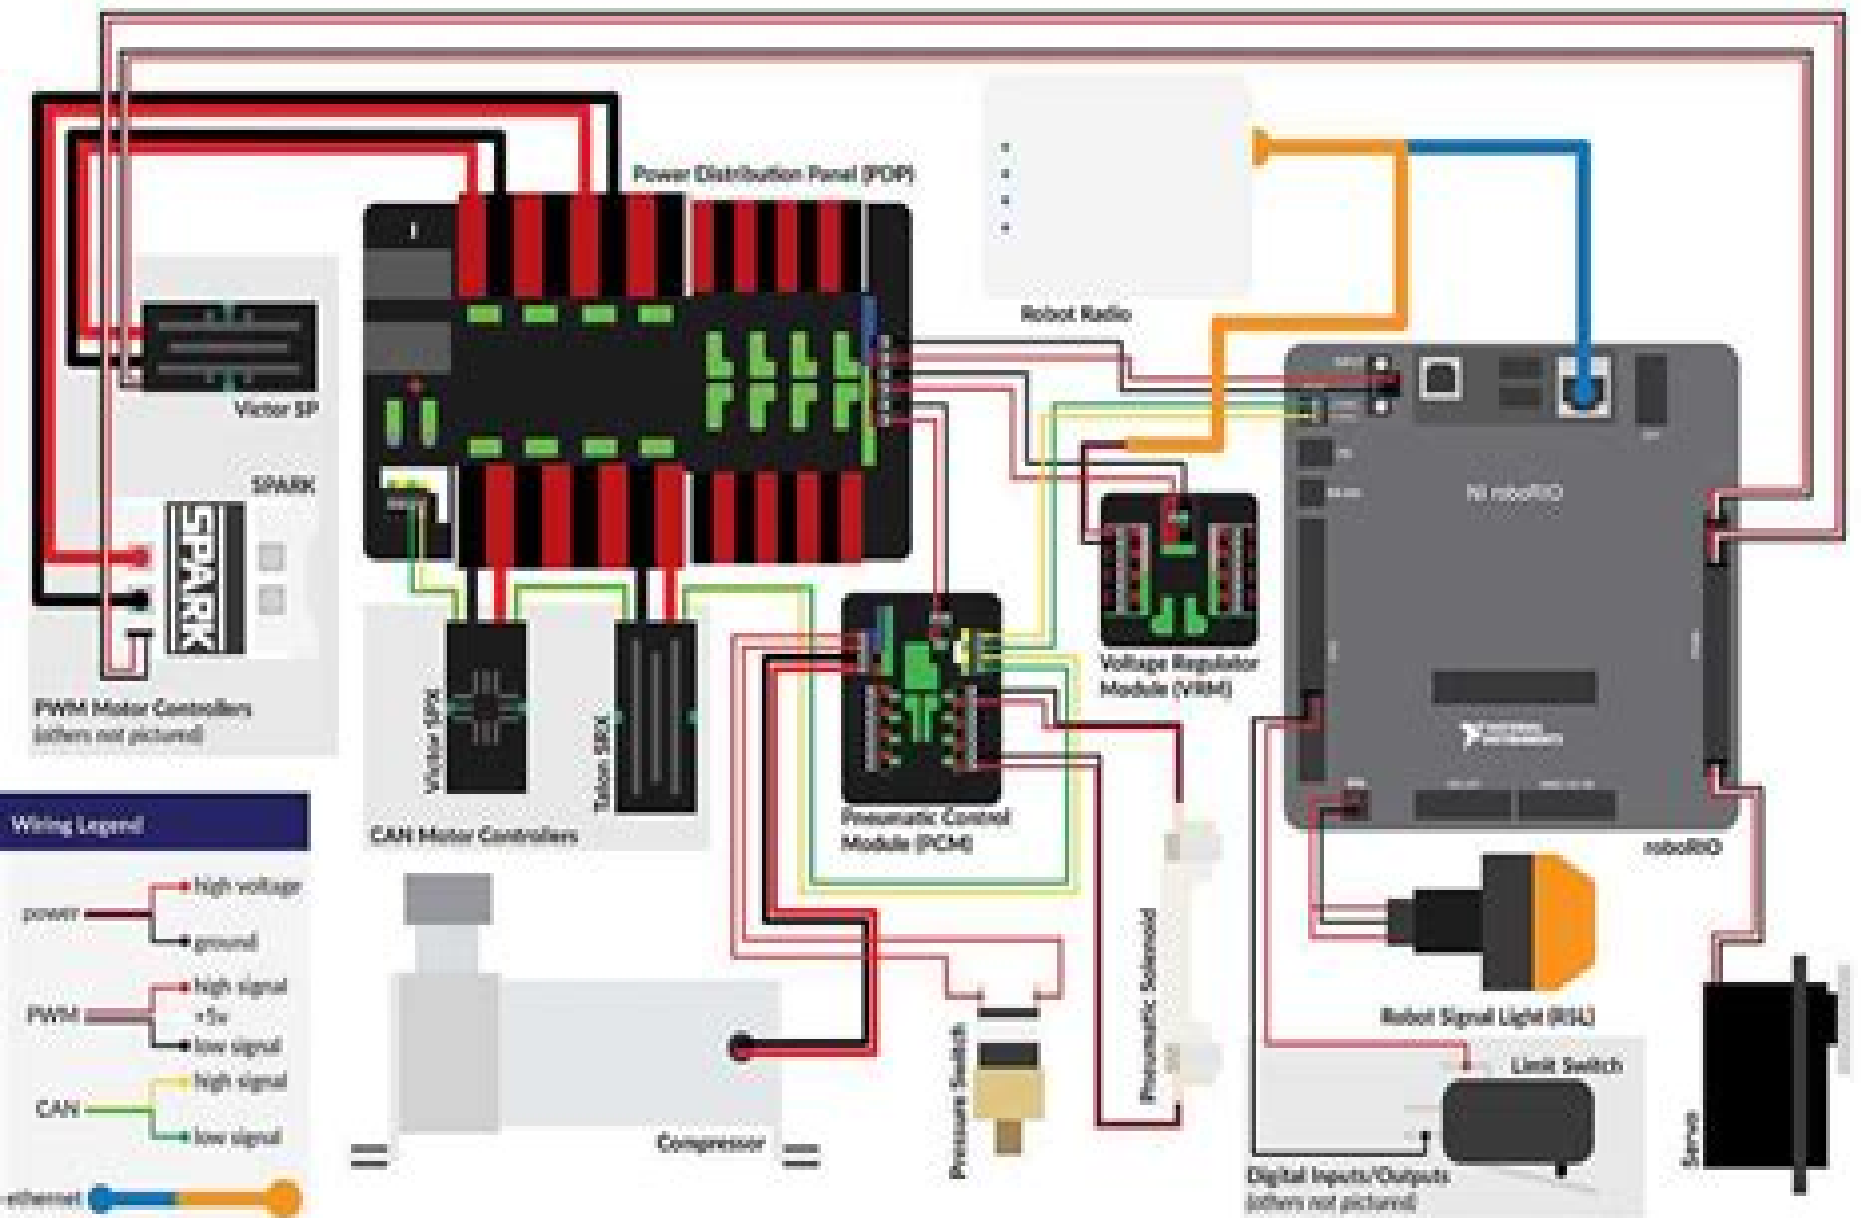 Power Distribution Panel (PDP)
Robot Radio
Victor SP
SPARK
SPARK
PWM Motor Controllers
(others not pictured)
NI roboRIO
NATIONAL
INSTRUMENTS
Voltage Regulator
Module (VRM)
Victor SPX
Talon SRX
CAN Motor Controllers
Pneumatic Control
Module (PCM)
roboRIO
Wiring Legend
power
high voltage
ground
PWM
high signal
+5v
low signal
CAN
high signal
low signal
ethernet
Compressor
Pressure Switch
Pneumatic Solenoid
Robot Signal Light (RSL)
Limit Switch
Digital Inputs/Outputs
(others not pictured)
Servo